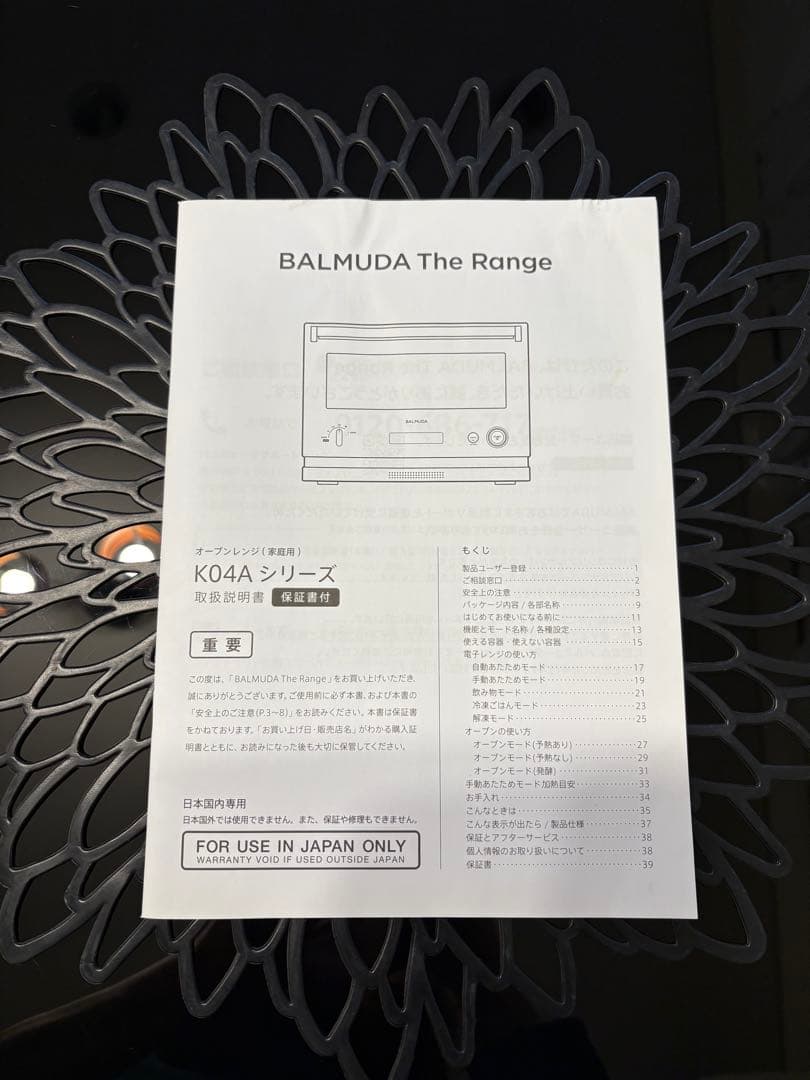 BALMUDA The Range
BALMUDA
オーブンレンジ(家庭用)
K04A シリーズ
取扱説明書 保証書付
重要
この度は、「BALMUDA The Range」をお買い上げいただき、
誠にありがとうございます。ご使用前に必ず本書、および本書の
「安全上のご注意(P.3~8)」をお読みください。本書は保証書
をかねております。「お買い上げ日・販売店名」がわかる購入証
明書とともに、お読みになった後も大切に保管してください。
日本国内専用
日本国外では使用できません。また、保証や修理もできません。
FOR USE IN JAPAN ONLY
WARRANTY VOID IF USED OUTSIDE JAPAN
もくじ
製品ユーザー登録 1
ご相談窓口 2
安全上の注意 3
パッケージ内容 / 各部名称 9
はじめてお使いになる前に 11
機能とモード名称 / 各種設定 13
使える容器・使えない容器 15
電子レンジの使い方
自動あたためモード 17
手動あたためモード 19
飲み物モード 21
冷凍ごはんモード 23
解凍モード 25
オーブンの使い方
オーブンモード(予熱あり) 27
オーブンモード(予熱なし) 29
オーブンモード(発酵) 31
手動あたためモード加熱目安 33
お手入れ 34
こんなときは 35
こんな表示が出たら / 製品仕様 37
保証とアフターサービス 38
個人情報のお取り扱いについて 38
保証書 39